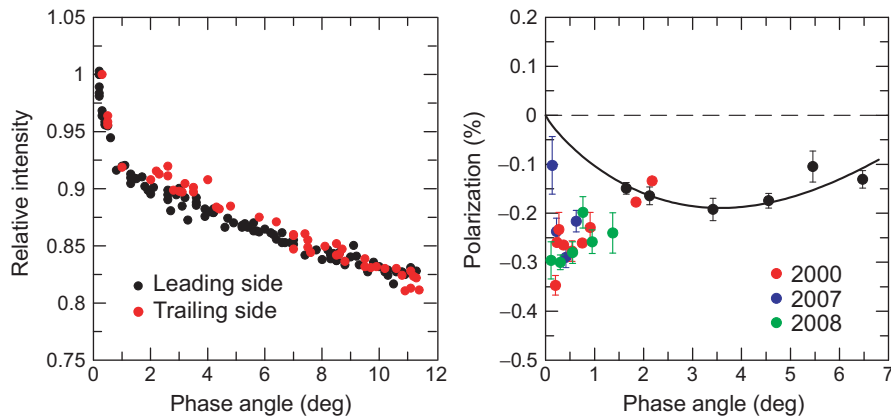 1.05
1
0.95
0.9
0.85
0.8
0.75
Relative intensity
Leading side
Trailing side
0 2 4 6 8 10 12
Phase angle (deg)
0.2
0.1
0
–0.1
–0.2
–0.3
–0.4
–0.5
Polarization (%)
2000
2007
2008
0 1 2 3 4 5 6 7
Phase angle (deg)